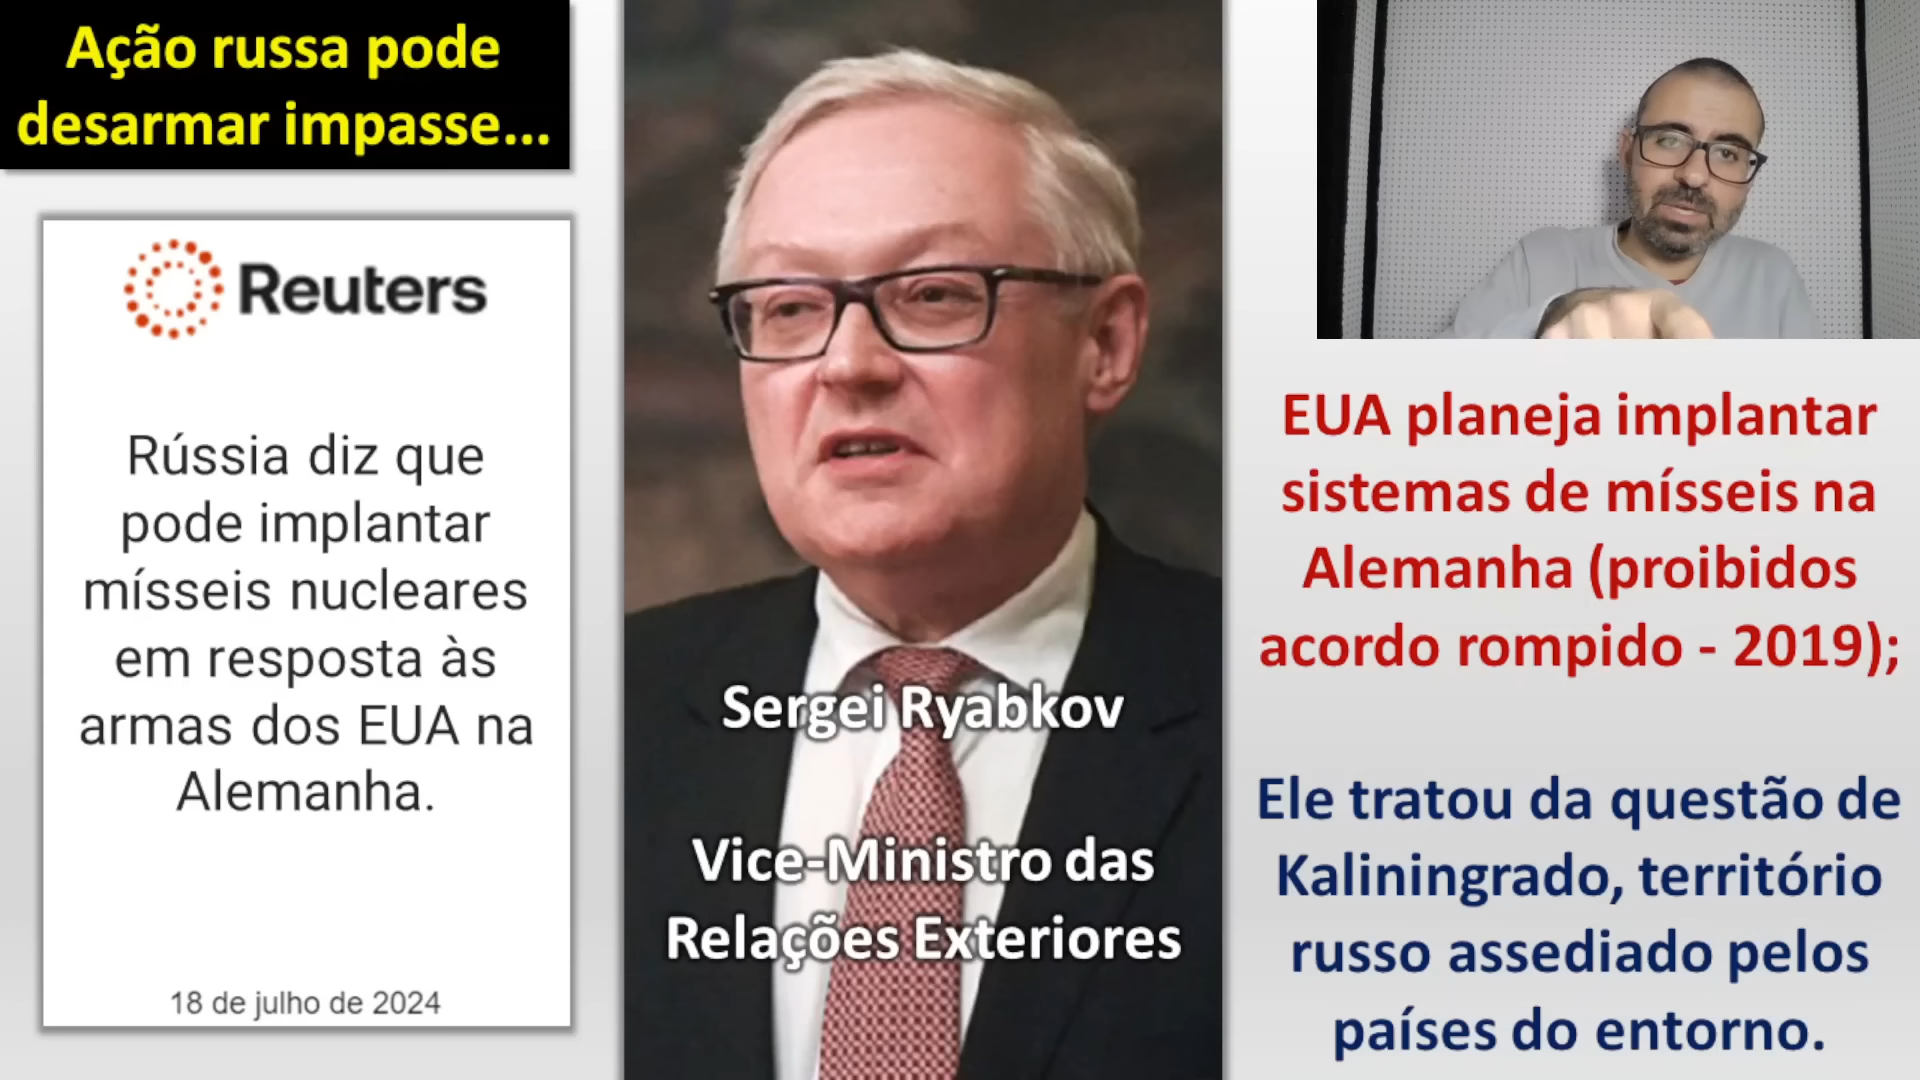 Ação russa pode
desarmar impasse...
Reuters
Rússia diz que
pode implantar
mísseis nucleares
em resposta às
armas dos EUA na
Alemanha.
18 de julho de 2024
Sergei Ryabkov
Vice-Ministro das
Relações Exteriores
EUA planeja implantar
sistemas de mísseis na
Alemanha (proibidos
acordo rompido - 2019);
Ele tratou da questão de
Kaliningrado, território
russo assediado pelos
países do entorno.